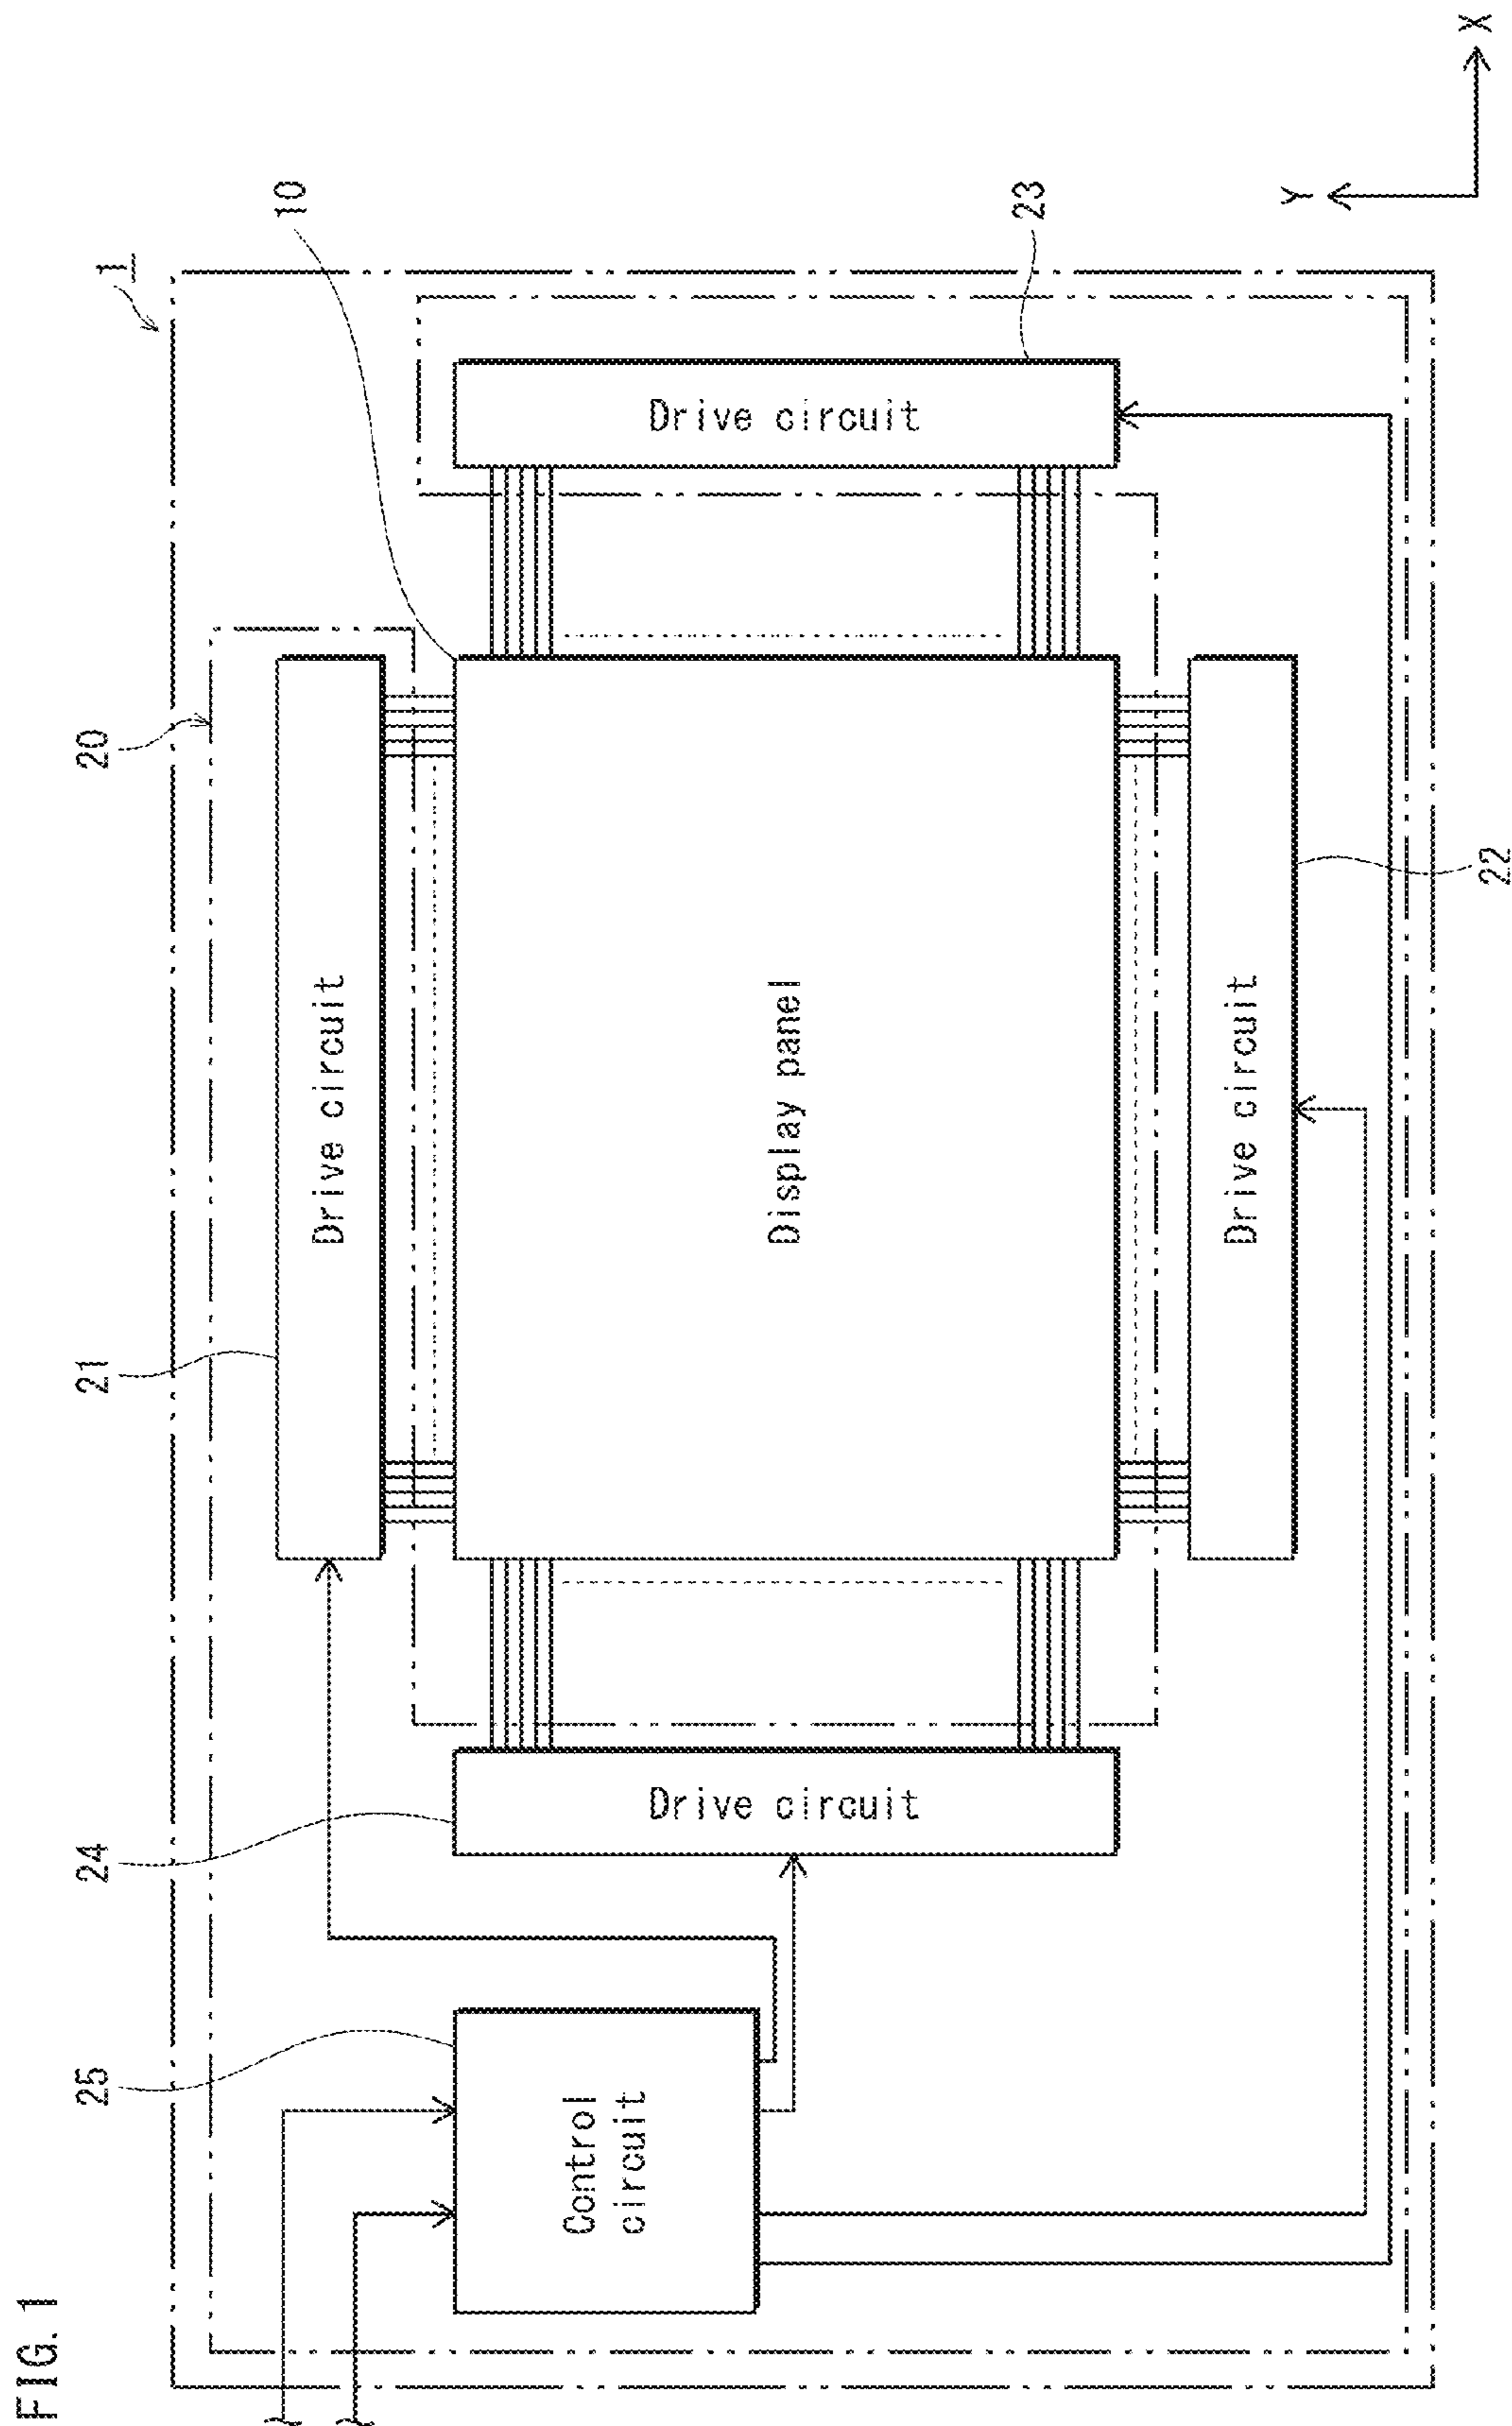 FIG. 1
1
20
21
24
25
10
23
22
Drive circuit
Drive circuit
Drive circuit
Drive circuit
Display panel
Control
circuit
Y
X